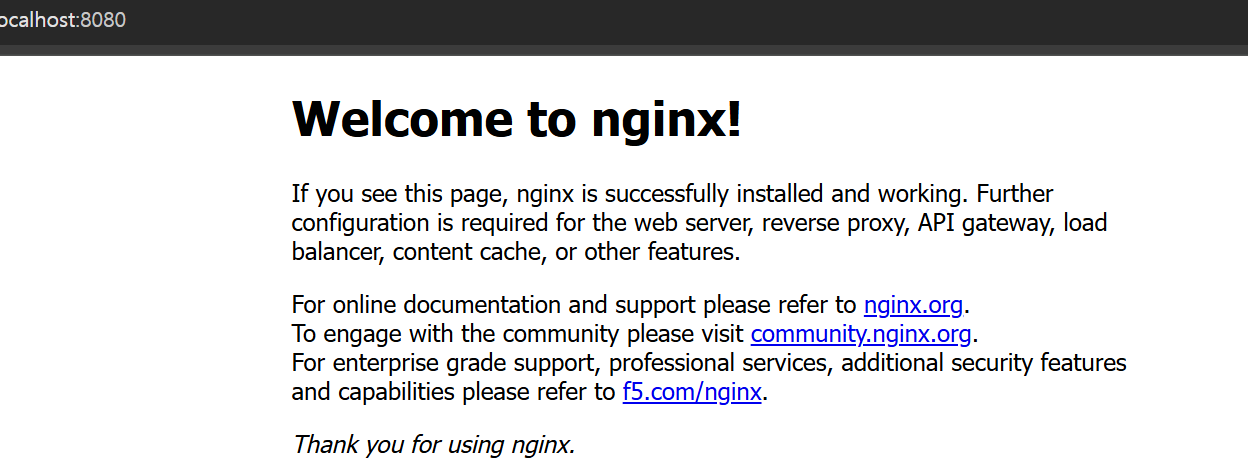 ocalhost:8080
Welcome to nginx!
If you see this page, nginx is successfully installed and working. Further
configuration is required for the web server, reverse proxy, API gateway, load
balancer, content cache, or other features.
For online documentation and support please refer to nginx.org.
To engage with the community please visit community.nginx.org.
For enterprise grade support, professional services, additional security features
and capabilities please refer to f5.com/nginx.
Thank you for using nginx.